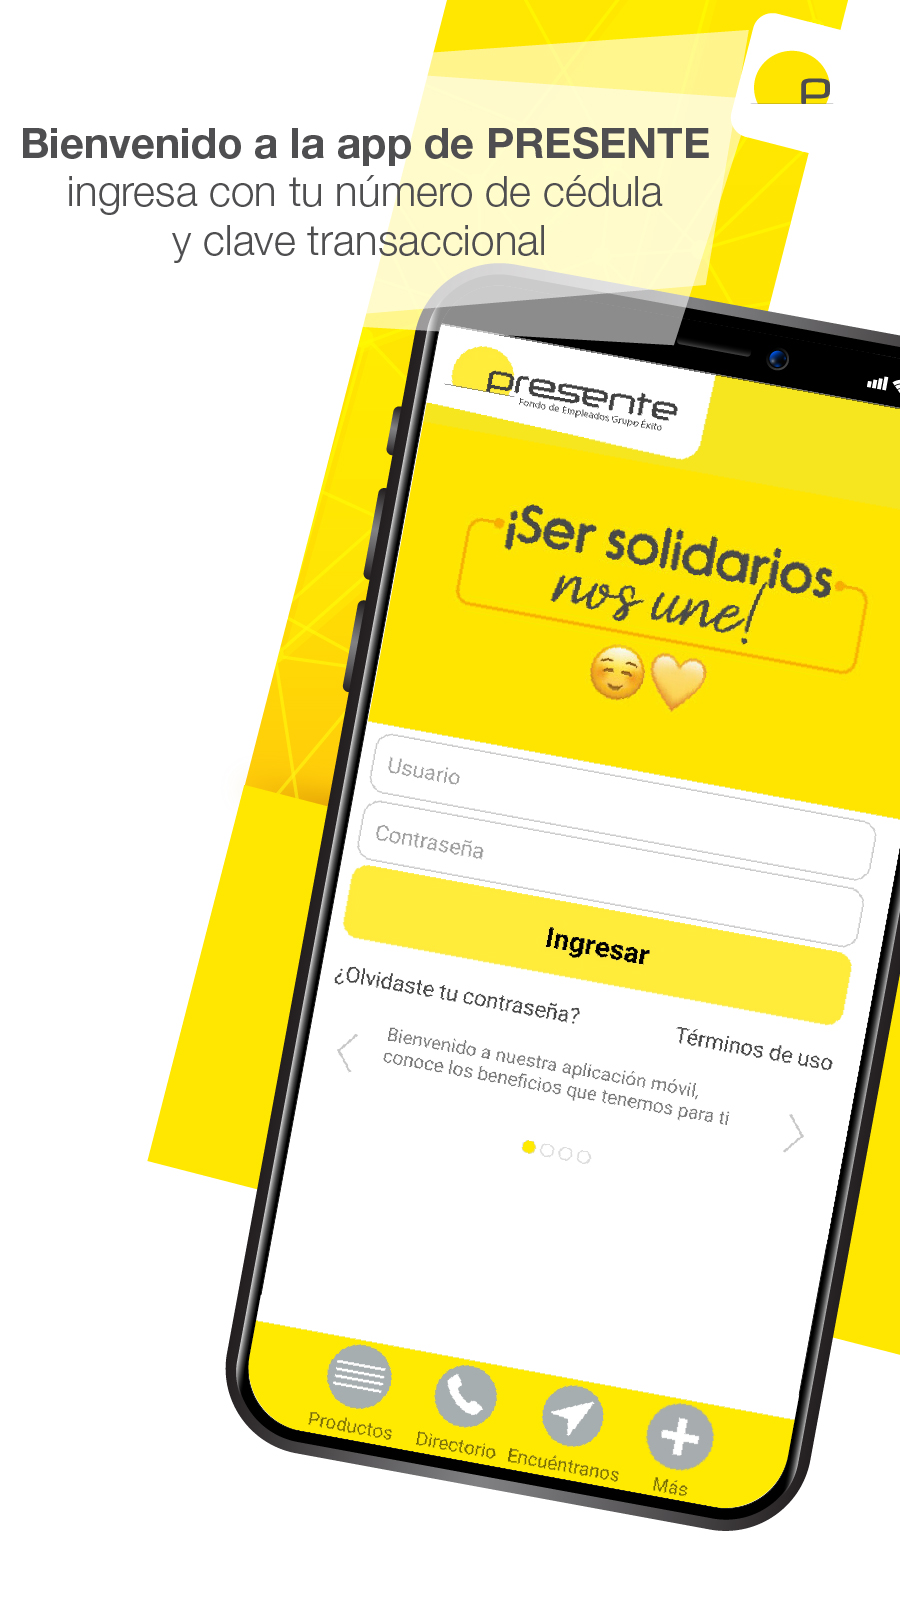 Bienvenido a la app de PRESENTE
ingresa con tu número de cédula
y clave transaccional
p
presente
Fondo de Empleados Grupo Éxito
¡Ser solidarios
nos une!
Usuario
Contraseña
Ingresar
¿Olvidaste tu contraseña?
Términos de uso
Bienvenido a nuestra aplicación móvil,
conoce los beneficios que tenemos para ti
Productos
Directorio
Encuéntranos
Más